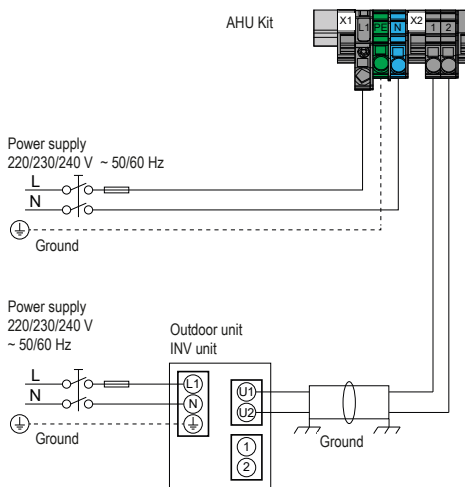 AHU Kit
X1 L1 PE N X2 1 2
Power supply
220/230/240 V ~ 50/60 Hz
L
N
Ground
Power supply
220/230/240 V
~ 50/60 Hz
Outdoor unit
INV unit
L
N
Ground
L1
N
U1
U2
Ground
1
2